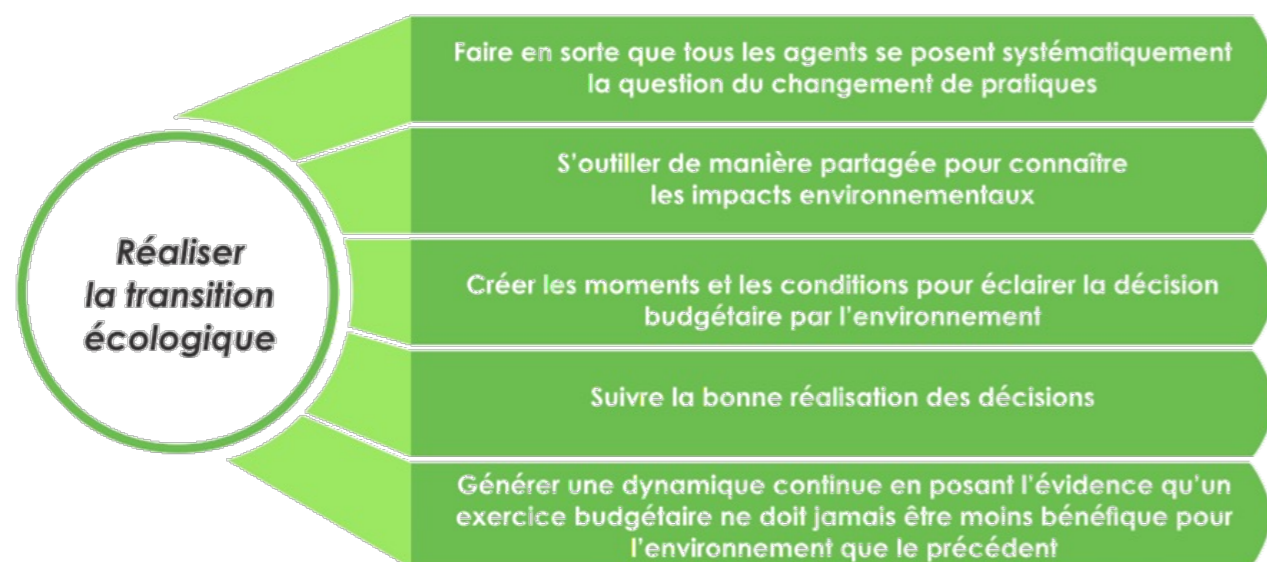 Réaliser
la transition
écologique
Faire en sorte que tous les agents se posent systématiquement
la question du changement de pratiques
S'outiller de manière partagée pour connaître
les impacts environnementaux
Créer les moments et les conditions pour éclairer la décision
budgétaire par l'environnement
Suivre la bonne réalisation des décisions
Générer une dynamique continue en posant l'évidence qu'un
exercice budgétaire ne doit jamais être moins bénéfique pour
l'environnement que le précédent